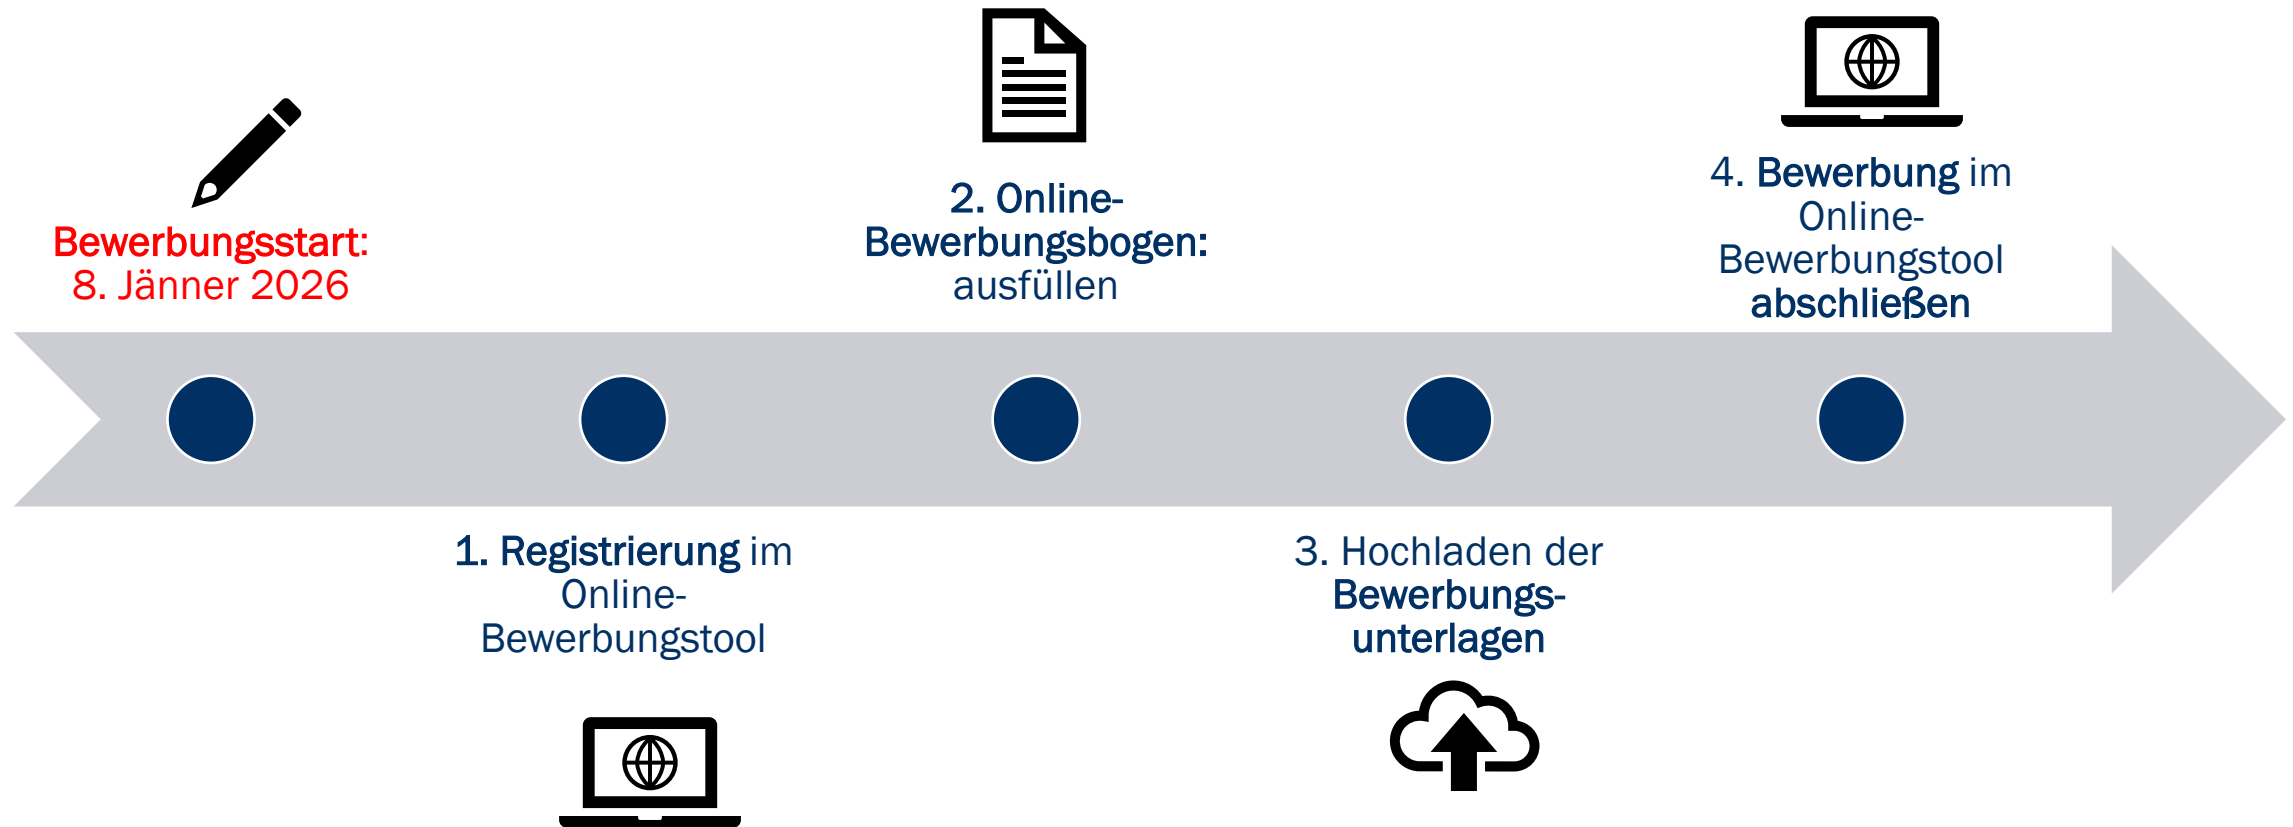 Bewerbungsstart:
8. Jänner 2026
1. Registrierung im
Online-
Bewerbungstool
2. Online-
Bewerbungsbogen:
ausfüllen
3. Hochladen der
Bewerbungs-
unterlagen
4. Bewerbung im
Online-
Bewerbungstool
abschließen